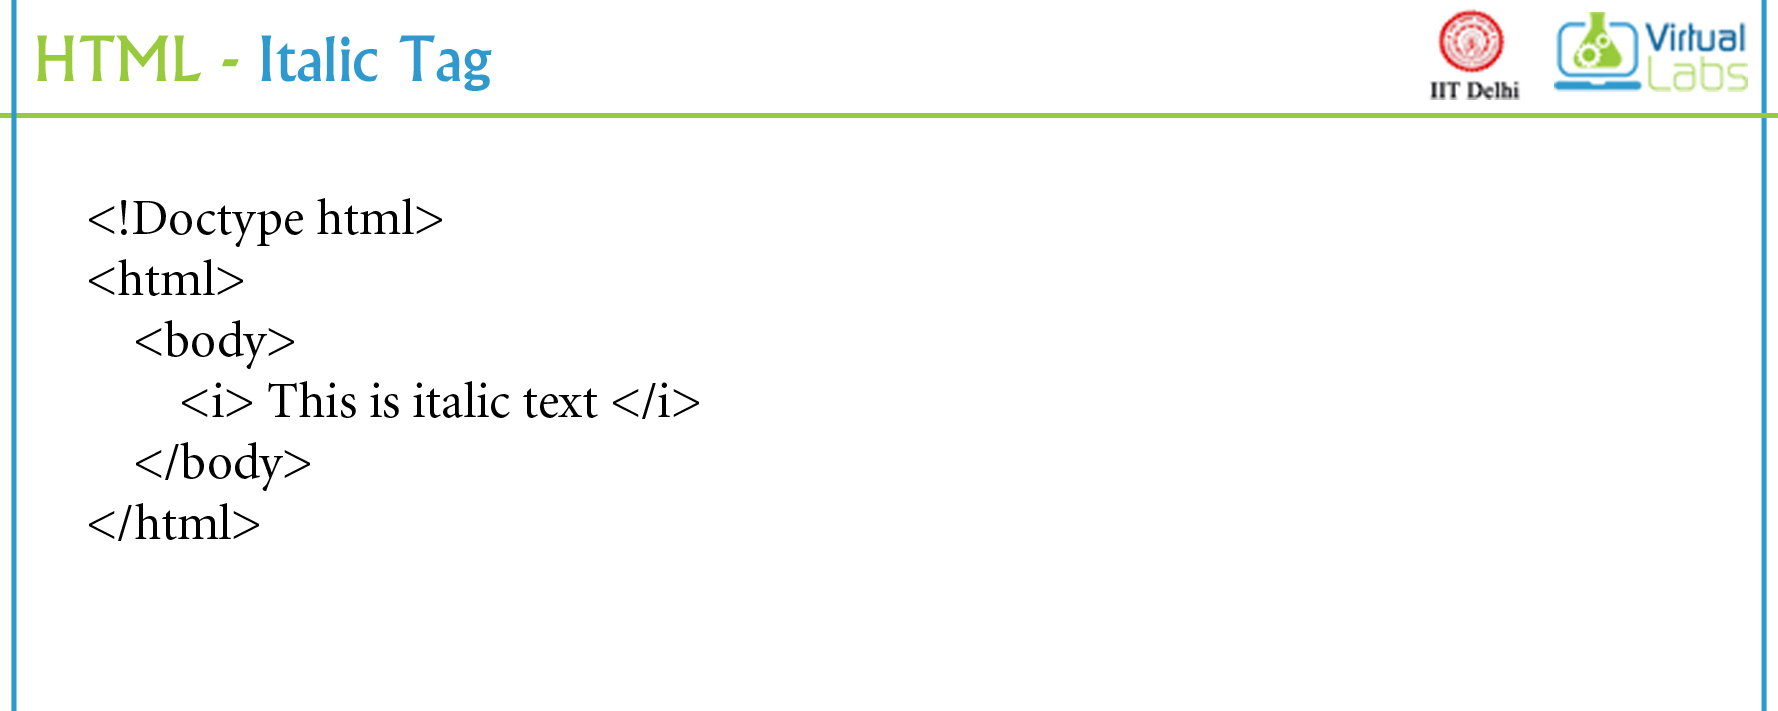 HTML - Italic Tag
IIT Delhi
Virtual
Labs
<!Doctype html>
<html>
<body>
<i> This is italic text </i>
</body>
</html>